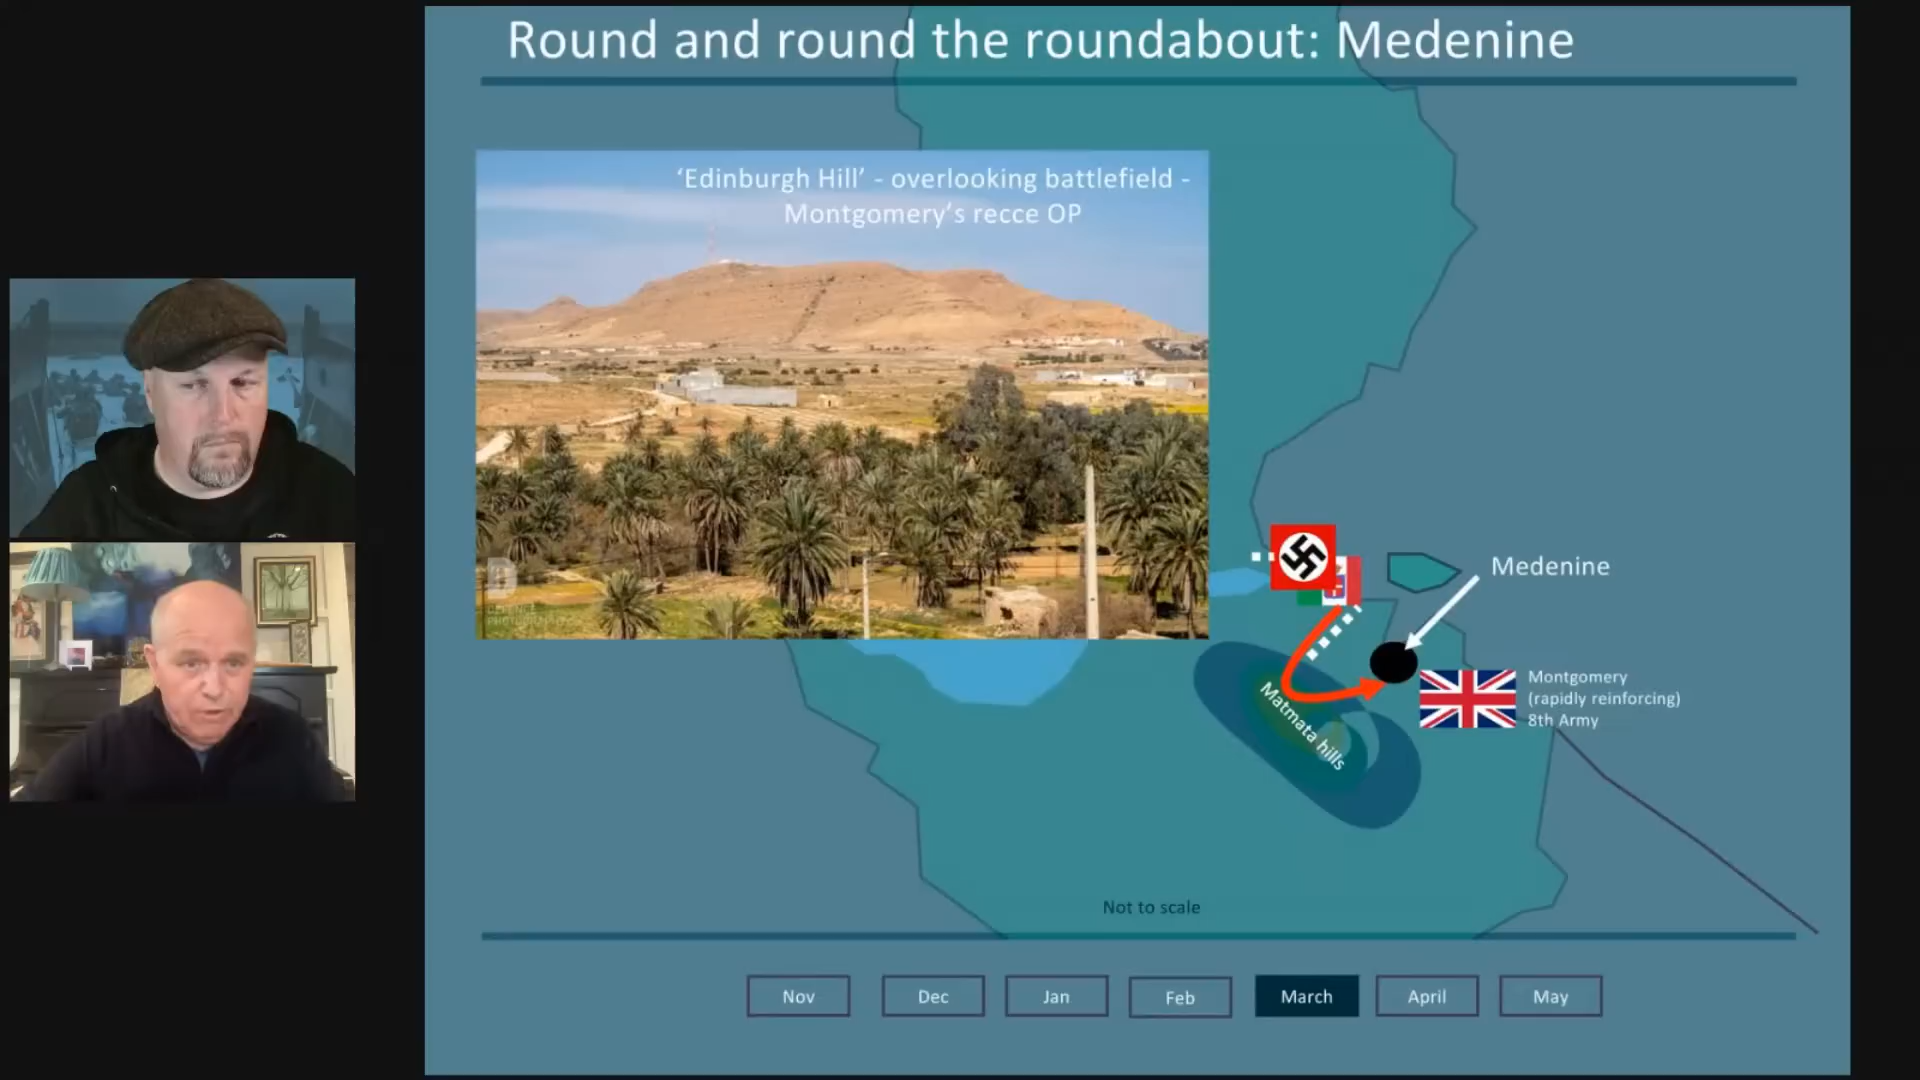 Round and round the roundabout: Medenine
‘Edinburgh Hill’ - overlooking battlefield -
Montgomery’s recce OP
Medenine
Montgomery
(rapidly reinforcing)
8th Army
Matmata hills
Not to scale
Nov
Dec
Jan
Feb
March
April
May